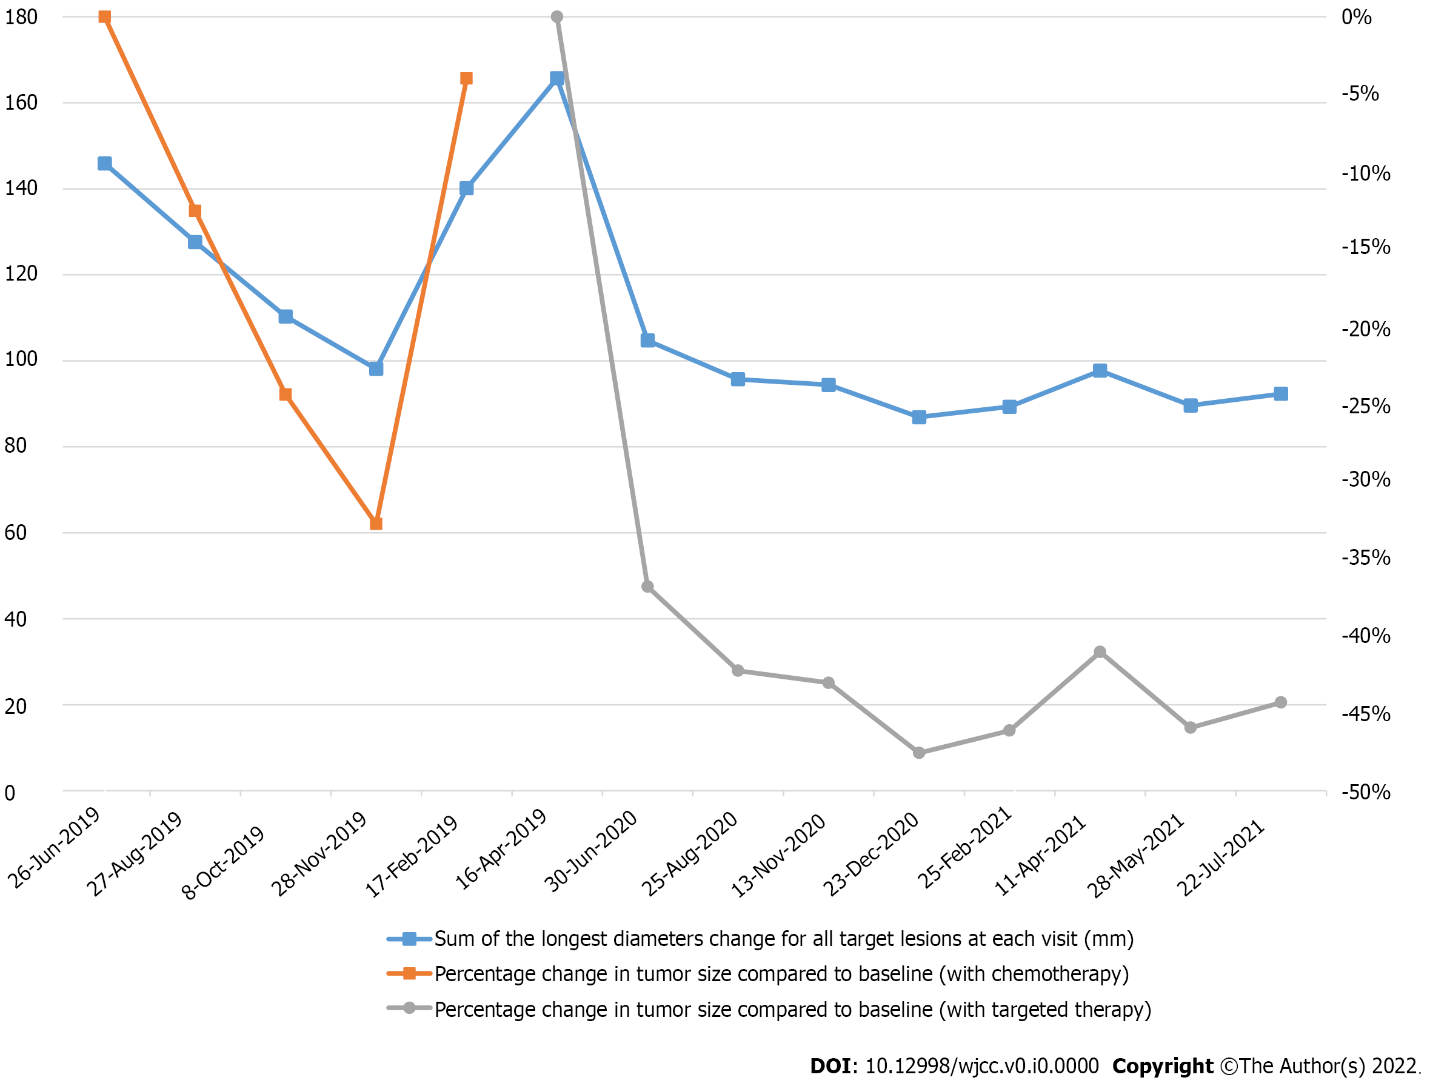 180
160
140
120
100
80
60
40
20
0
0%
-5%
-10%
-15%
-20%
-25%
-30%
-35%
-40%
-45%
-50%
26-Jun-2019
27-Aug-2019
8-Oct-2019
28-Nov-2019
17-Feb-2019
16-Apr-2019
30-Jun-2020
25-Aug-2020
13-Nov-2020
23-Dec-2020
25-Feb-2021
11-Apr-2021
28-May-2021
22-Jul-2021
Sum of the longest diameters change for all target lesions at each visit (mm)
Percentage change in tumor size compared to baseline (with chemotherapy)
Percentage change in tumor size compared to baseline (with targeted therapy)
DOI: 10.12998/wjcc.v0.i0.0000 Copyright ©The Author(s) 2022.